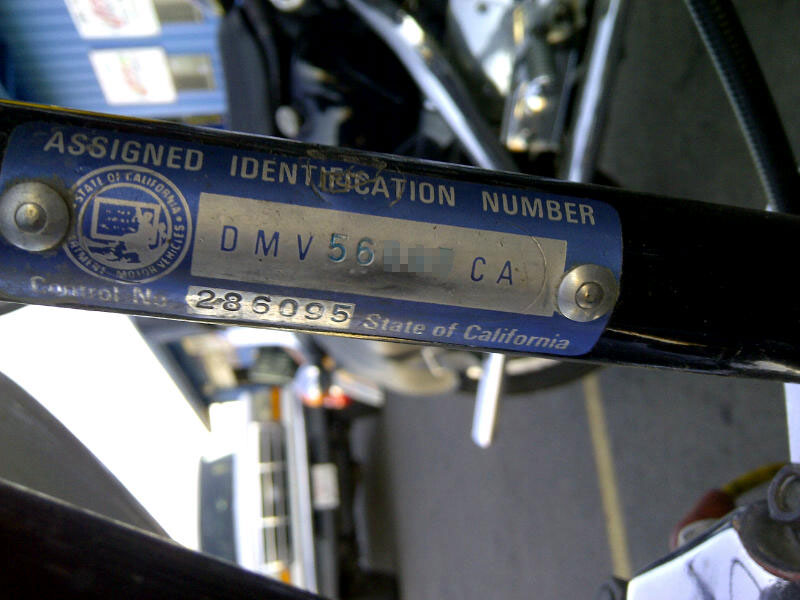 ASSIGNED IDENTIFICATION NUMBER
STATE OF CALIFORNIA
MOTOR VEHICLES
DMV56 CA
Control No. 286095 State of California